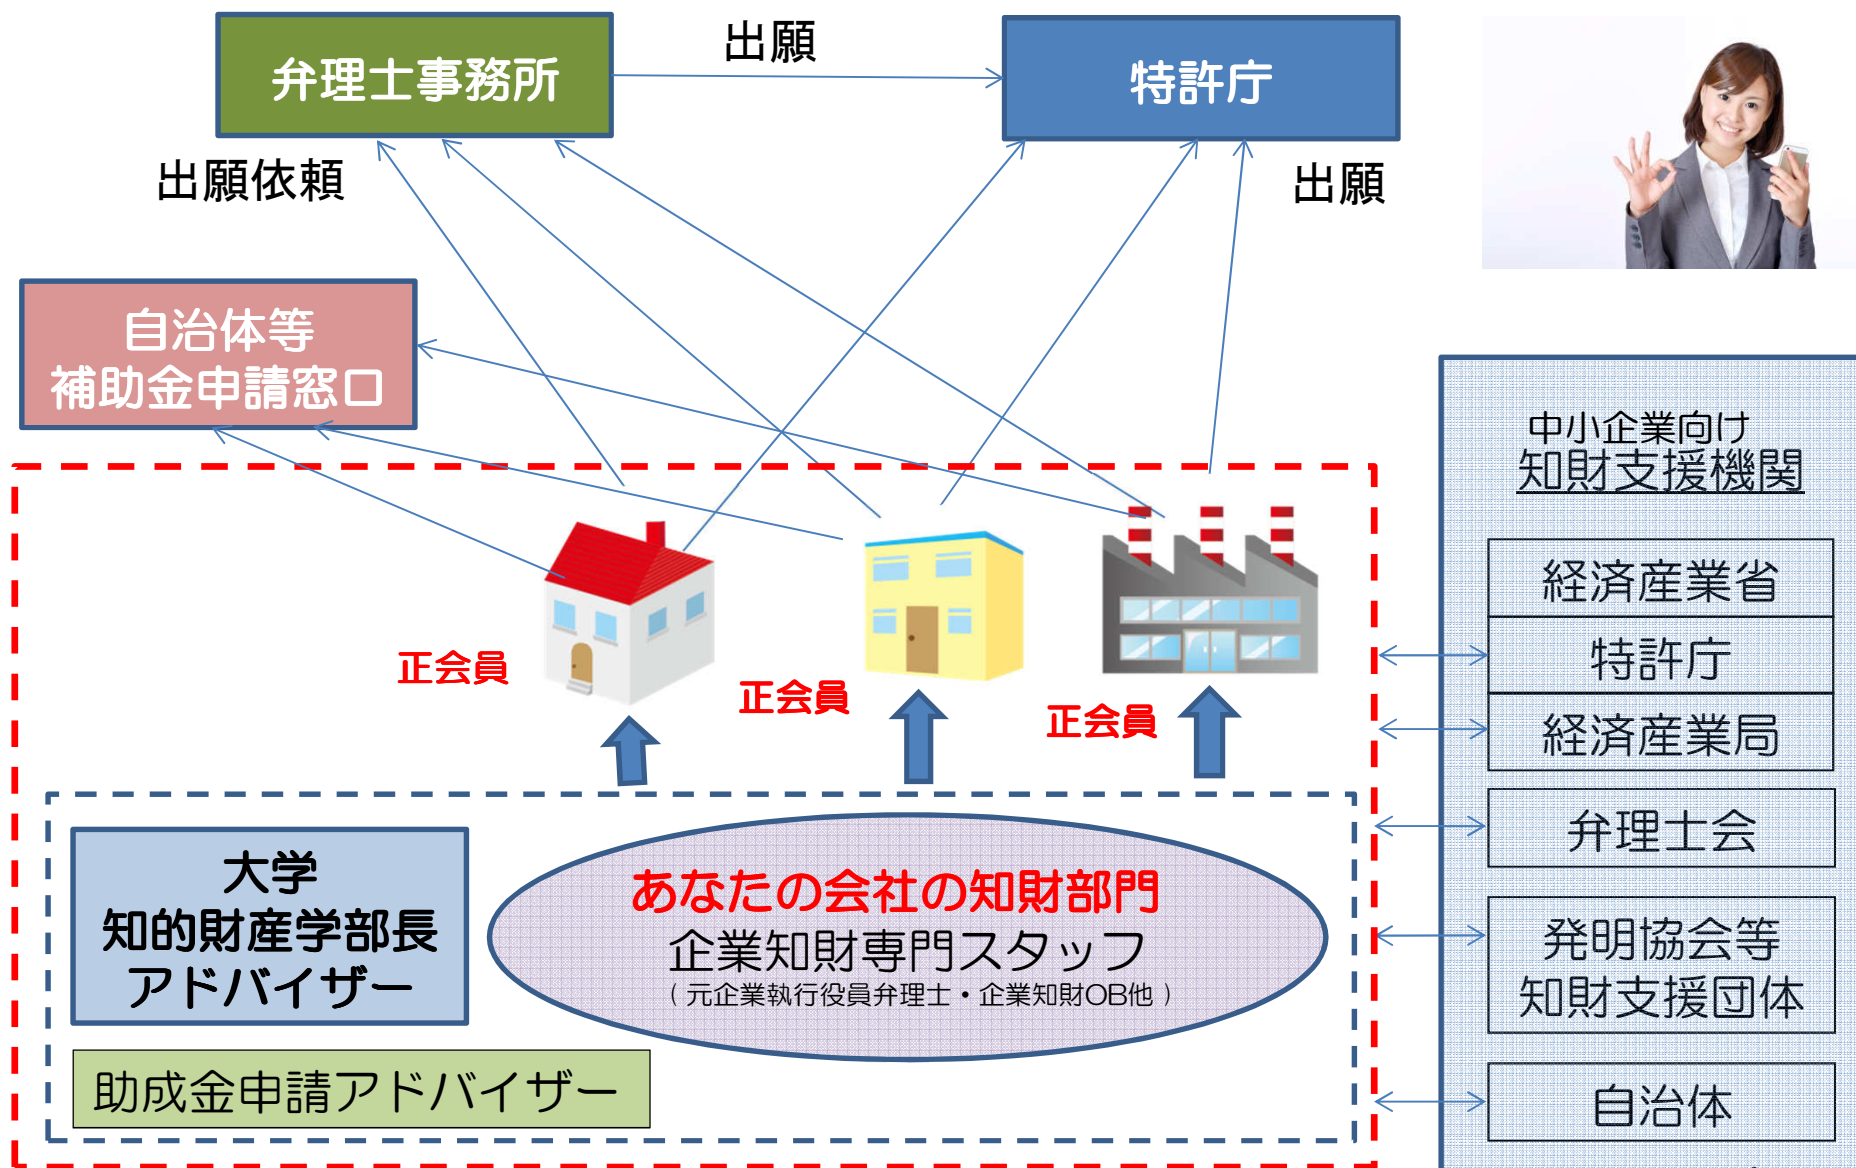 弁理士事務所
出願
特許庁
出願依頼
出願
自治体等
補助金申請窓口
正会員
正会員
正会員
大学
知的財産学部長
アドバイザー
あなたの会社の知財部門
企業知財専門スタッフ
（元企業執行役員弁理士・企業知財OB他）
助成金申請アドバイザー
中小企業向け
知財支援機関
経済産業省
特許庁
経済産業局
弁理士会
発明協会等
知財支援団体
自治体